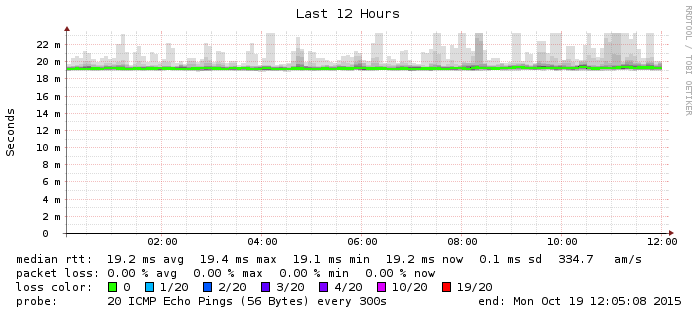 Last 12 Hours
RRDTOOL / TOBI OETIKER
Seconds
22 m
20 m
18 m
16 m
14 m
12 m
10 m
8 m
6 m
4 m
2 m
0
02:00 04:00 06:00 08:00 10:00 12:00
median rtt: 19.2 ms avg 19.4 ms max 19.1 ms min 19.2 ms now 0.1 ms sd 334.7 am/s
packet loss: 0.00 % avg 0.00 % max 0.00 % min 0.00 % now
loss color: 0 1/20 2/20 3/20 4/20 10/20 19/20
probe: 20 ICMP Echo Pings (56 Bytes) every 300s end: Mon Oct 19 12:05:08 2015